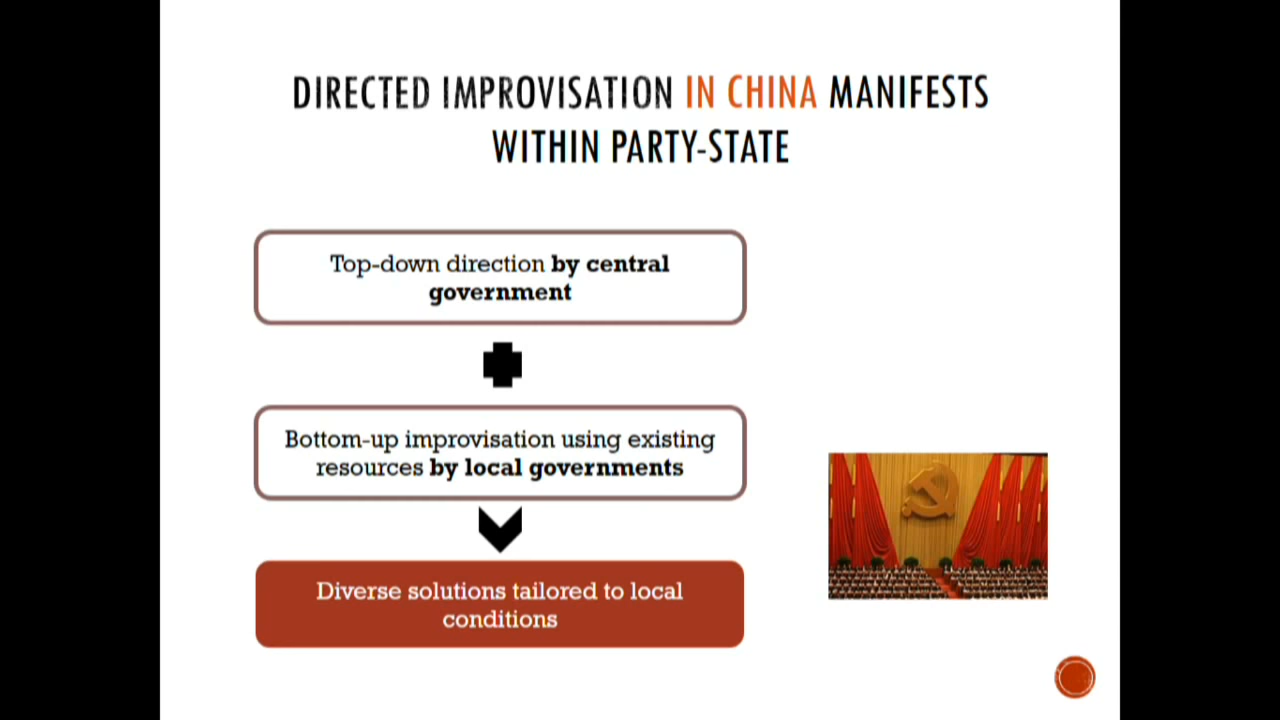 DIRECTED IMPROVISATION IN CHINA MANIFESTS
WITHIN PARTY-STATE
Top-down direction by central
government
Bottom-up improvisation using existing
resources by local governments
Diverse solutions tailored to local
conditions